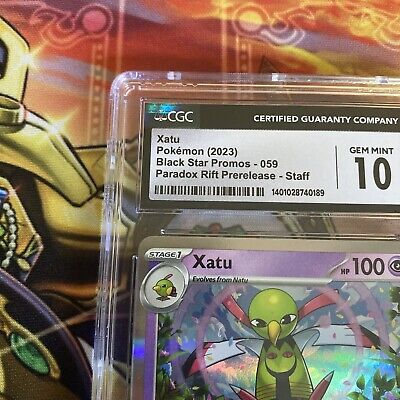 CGC CERTIFIED GUARANTY COMPANY
Xatu
Pokémon (2023)
Black Star Promos - 059
Paradox Rift Prerelease - Staff
GEM MINT
10
1401028740189
STAGE 1
Xatu
HP 100
Evolves from Natu